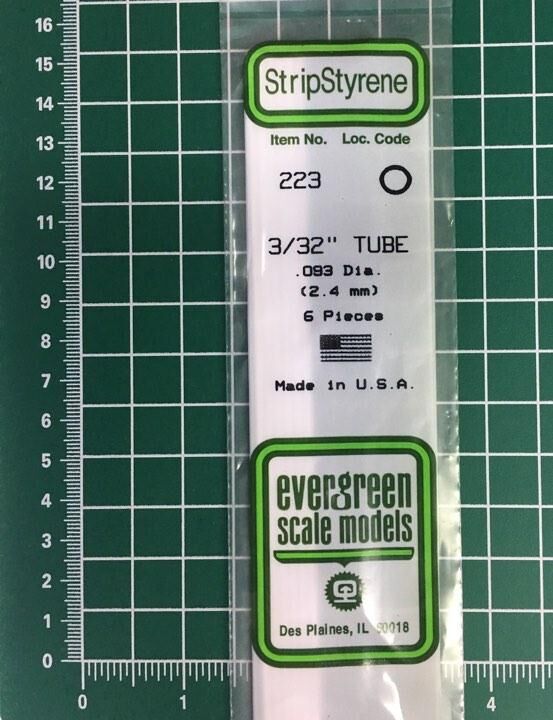 StripStyrene
Item No. Loc. Code
223
3/32" TUBE
.093 Dia.
(2.4 mm)
6 Pieces
Made in U.S.A.
evergreen
scale models
Des Plaines, IL 60018
16
15
14
13
12
11
10
9
8
7
6
5
4
3
2
1
0
0 1 4